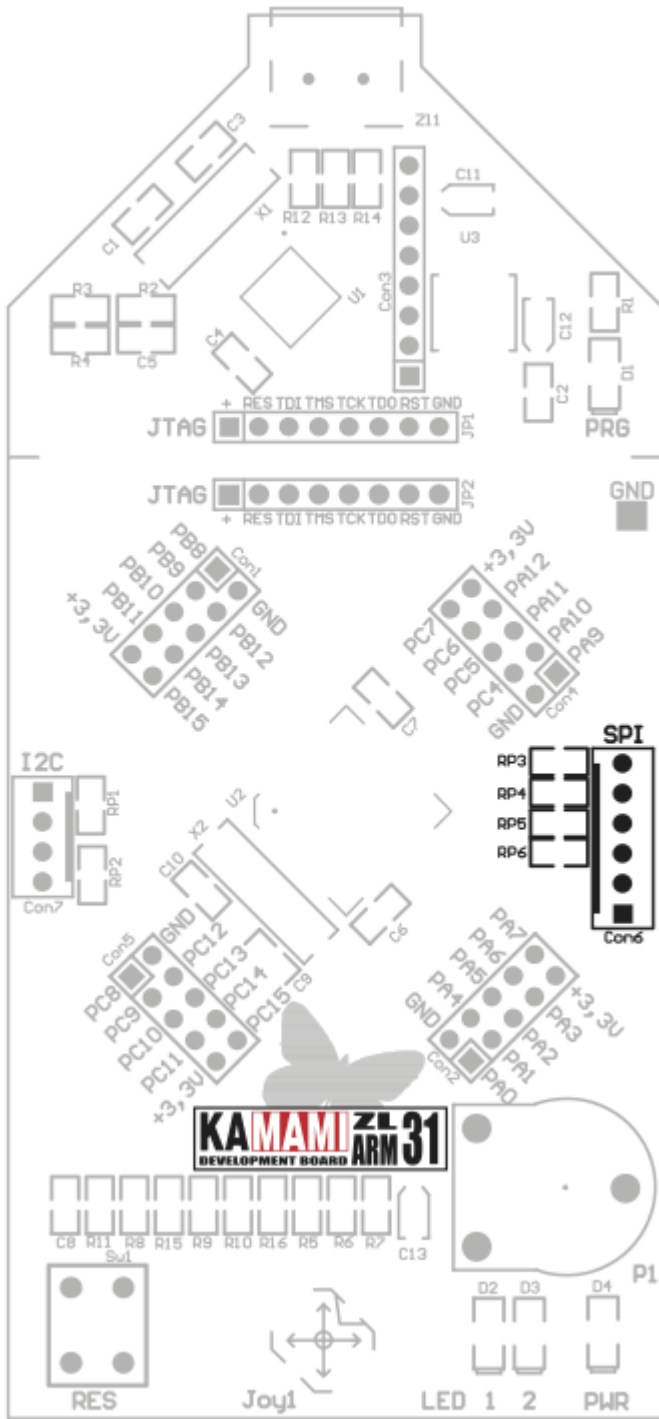 Z11
C3
C11
C1
X1
R12 R13 R14
U3
R3 R2
U1
Con3
R1
C12
R4 C5
C4
C2
D1
+ RES TDI TMS TCK TDO RST GND
JTAG
JP1
PRG
JTAG
JP2
GND
+ RES TDI TMS TCK TDO RST GND
PB8 Con1
PB9
PB10
PB11
+3,3V
GND
PB12
PB13
PB14
PB15
+3,3V
PA12
PA11
PA10
PA9
PC7
PC6
PC5
PC4
GND
Con4
SPI
RP3
RP4
RP5
RP6
Con6
I2C
RP1
RP2
Con7
U2
X2
C10
C6
C9
Con5
GND
PC12
PC13
PC14
PC15
PC8
PC9
PC10
PC11
+3,3V
PA7
PA6
PA5
PA4
GND
+3,3V
PA3
PA2
PA1
PA0
Con2
KAMAMI ZL
DEVELOPMENT BOARD ARM 31
C8 R11 R8 R15 R9 R10 R16 R5 R6 R7 C13
Sw1
P1
D2 D3 D4
RES Joy1 LED 1 2 PWR